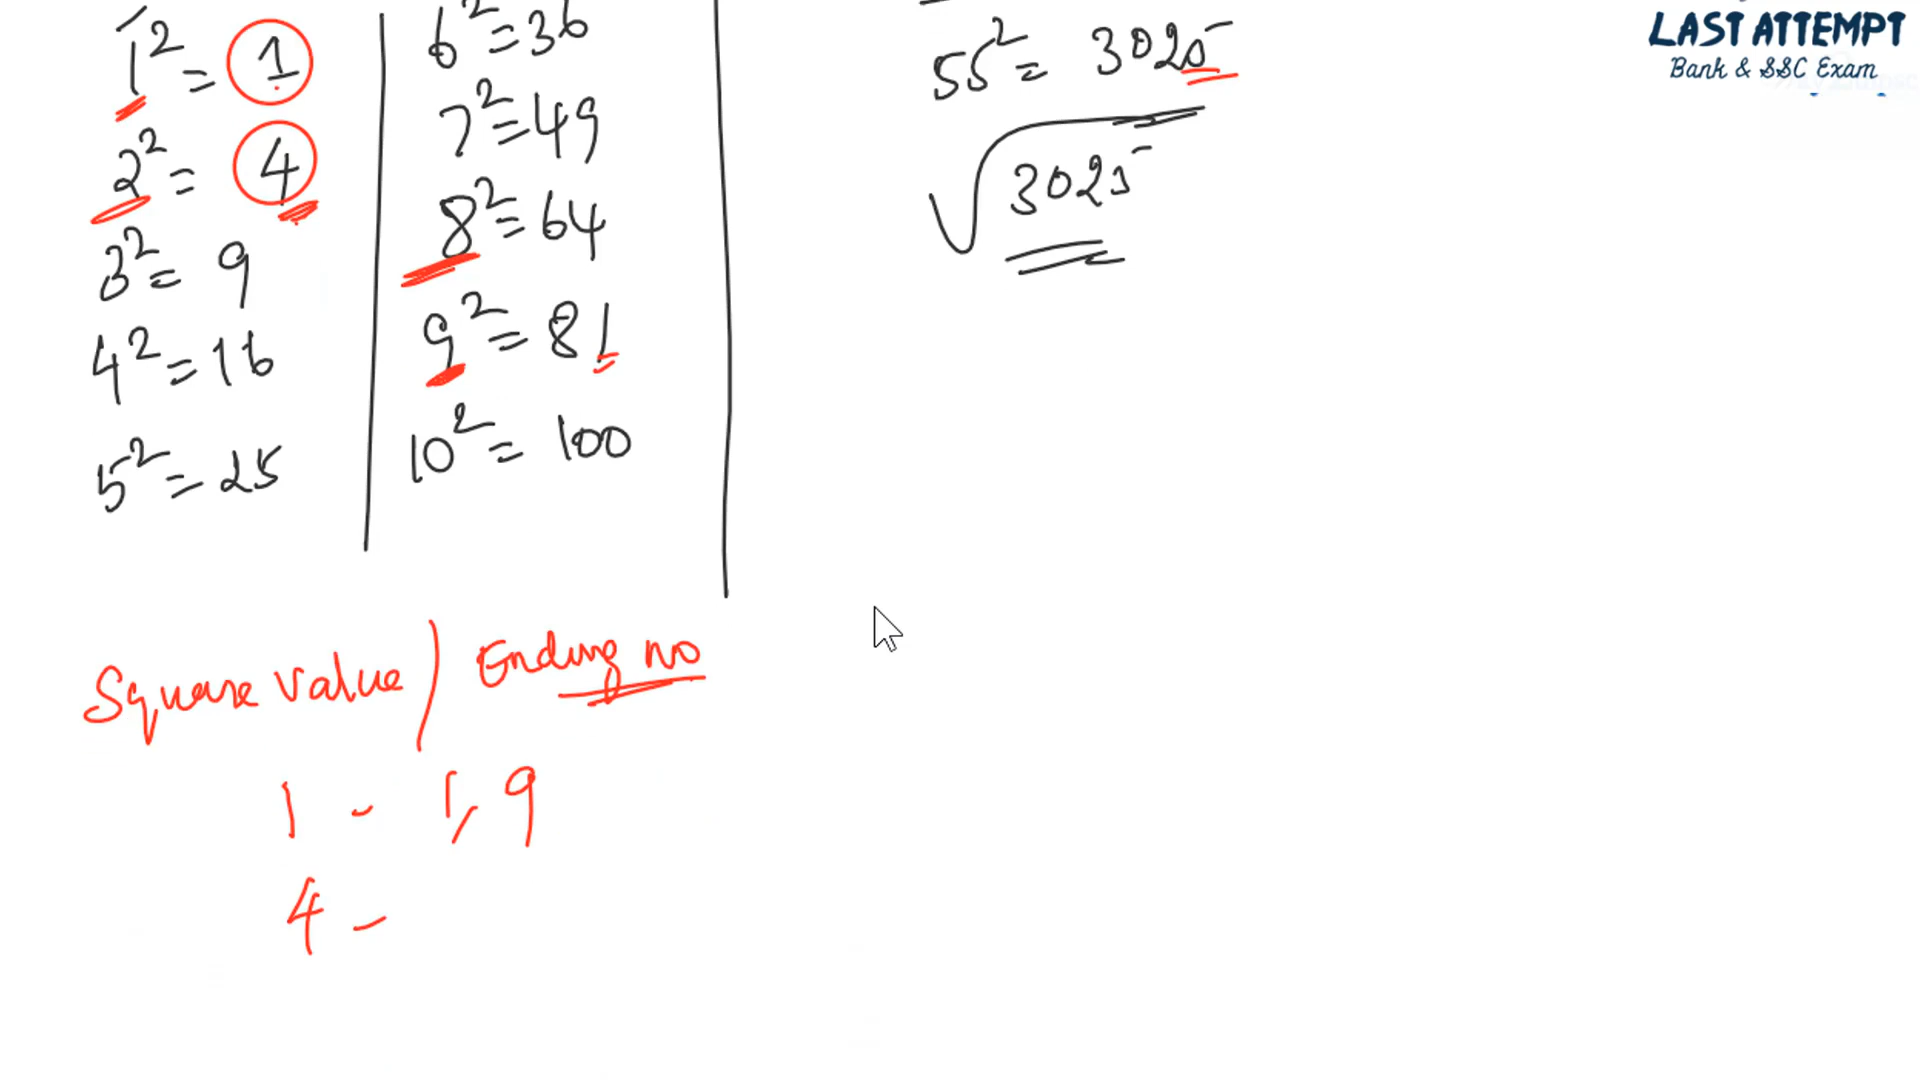 1² = 1
2² = 4
3² = 9
4² = 16
5² = 25
6² = 36
7² = 49
8² = 64
9² = 81
10² = 100
55² = 3025
√3025
LAST ATTEMPT
Bank & SSC Exam
Square value / Ending no
1 - 1, 9
4 -